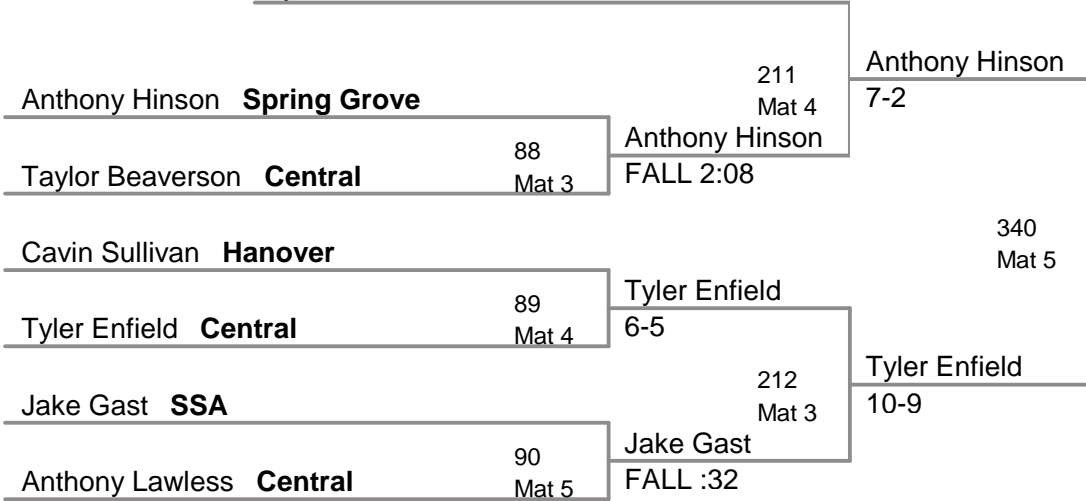 Anthony Hinson
7-2
211
Mat 4
Anthony Hinson Spring Grove
Anthony Hinson
FALL 2:08
88
Mat 3
Taylor Beaverson Central
340
Mat 5
Cavin Sullivan Hanover
Tyler Enfield
6-5
89
Mat 4
Tyler Enfield Central
Tyler Enfield
10-9
212
Mat 3
Jake Gast SSA
Jake Gast
FALL :32
90
Mat 5
Anthony Lawless Central